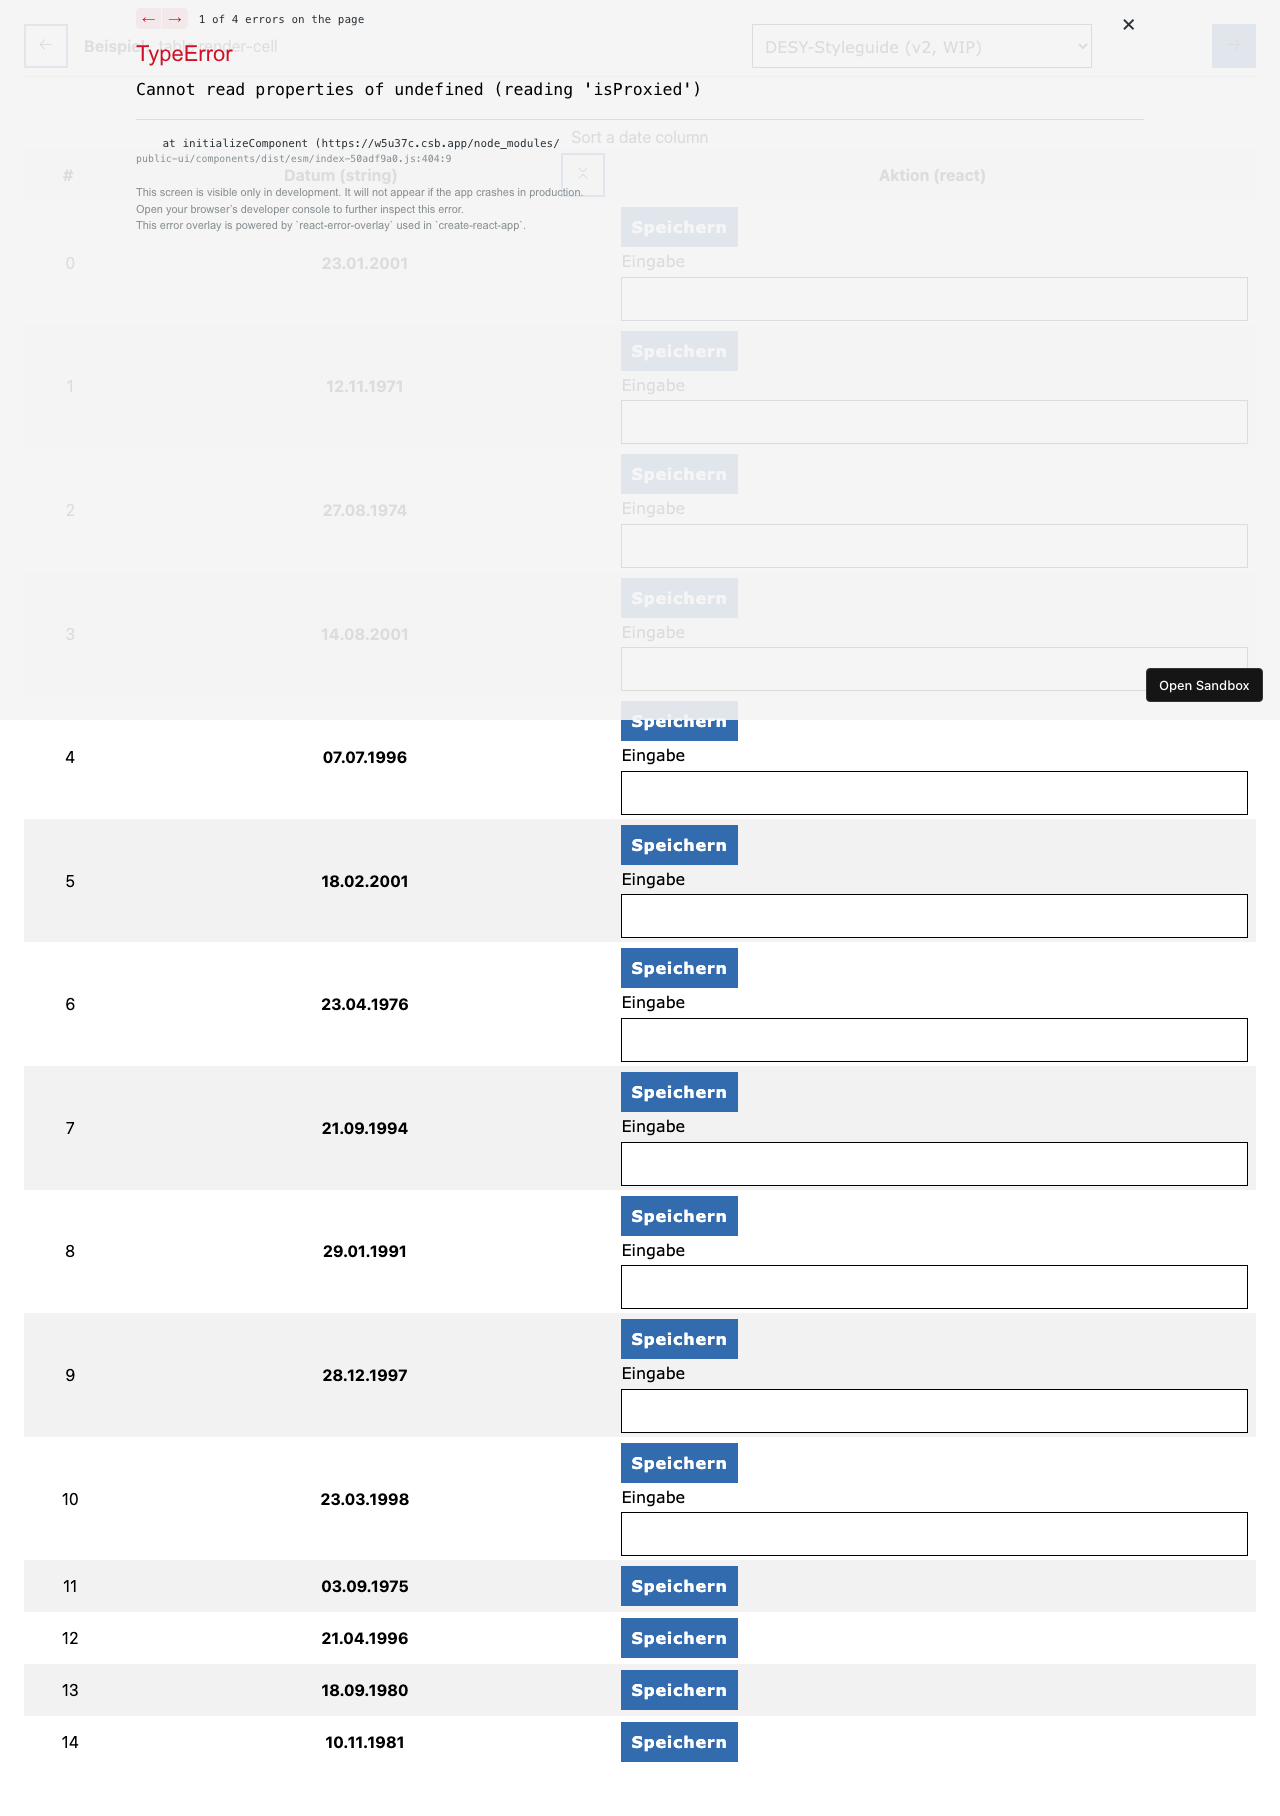 ← → 1 of 4 errors on the page
×
← Beispiel table render-cell
DESY-Styleguide (v2, WIP)
→
TypeError
Cannot read properties of undefined (reading 'isProxied')
Sort a date column
at initializeComponent (https://w5u37c.csb.app/node_modules/
public-ui/components/dist/esm/index-50adf9a0.js:404:9
# Datum (string) Aktion (react)
This screen is visible only in development. It will not appear if the app crashes in production.
Open your browser's developer console to further inspect this error.
This error overlay is powered by `react-error-overlay` used in `create-react-app`.
Speichern
0 23.01.2001 Eingabe
Speichern
1 12.11.1971 Eingabe
Speichern
2 27.08.1974 Eingabe
Speichern
3 14.08.2001 Eingabe
Open Sandbox
Speichern
4 07.07.1996 Eingabe
Speichern
5 18.02.2001 Eingabe
Speichern
6 23.04.1976 Eingabe
Speichern
7 21.09.1994 Eingabe
Speichern
8 29.01.1991 Eingabe
Speichern
9 28.12.1997 Eingabe
Speichern
10 23.03.1998 Eingabe
11 03.09.1975 Speichern
12 21.04.1996 Speichern
13 18.09.1980 Speichern
14 10.11.1981 Speichern